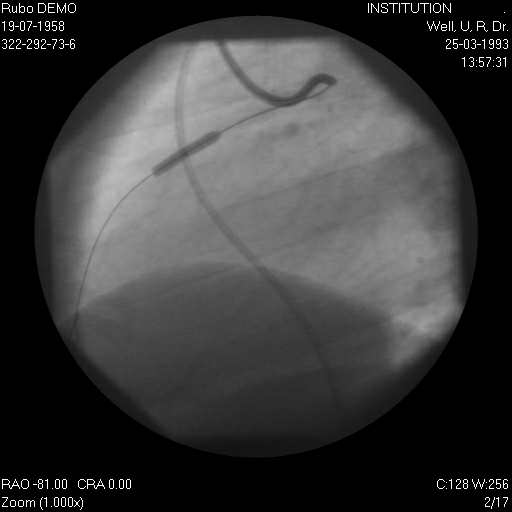 Rubo DEMO
19-07-1958
322-292-73-6
INSTITUTION .
Well, U, R, Dr.
25-03-1993
13:57:31
RAO -81.00 CRA 0.00
Zoom (1.000x)
C:128 W:256
2/17